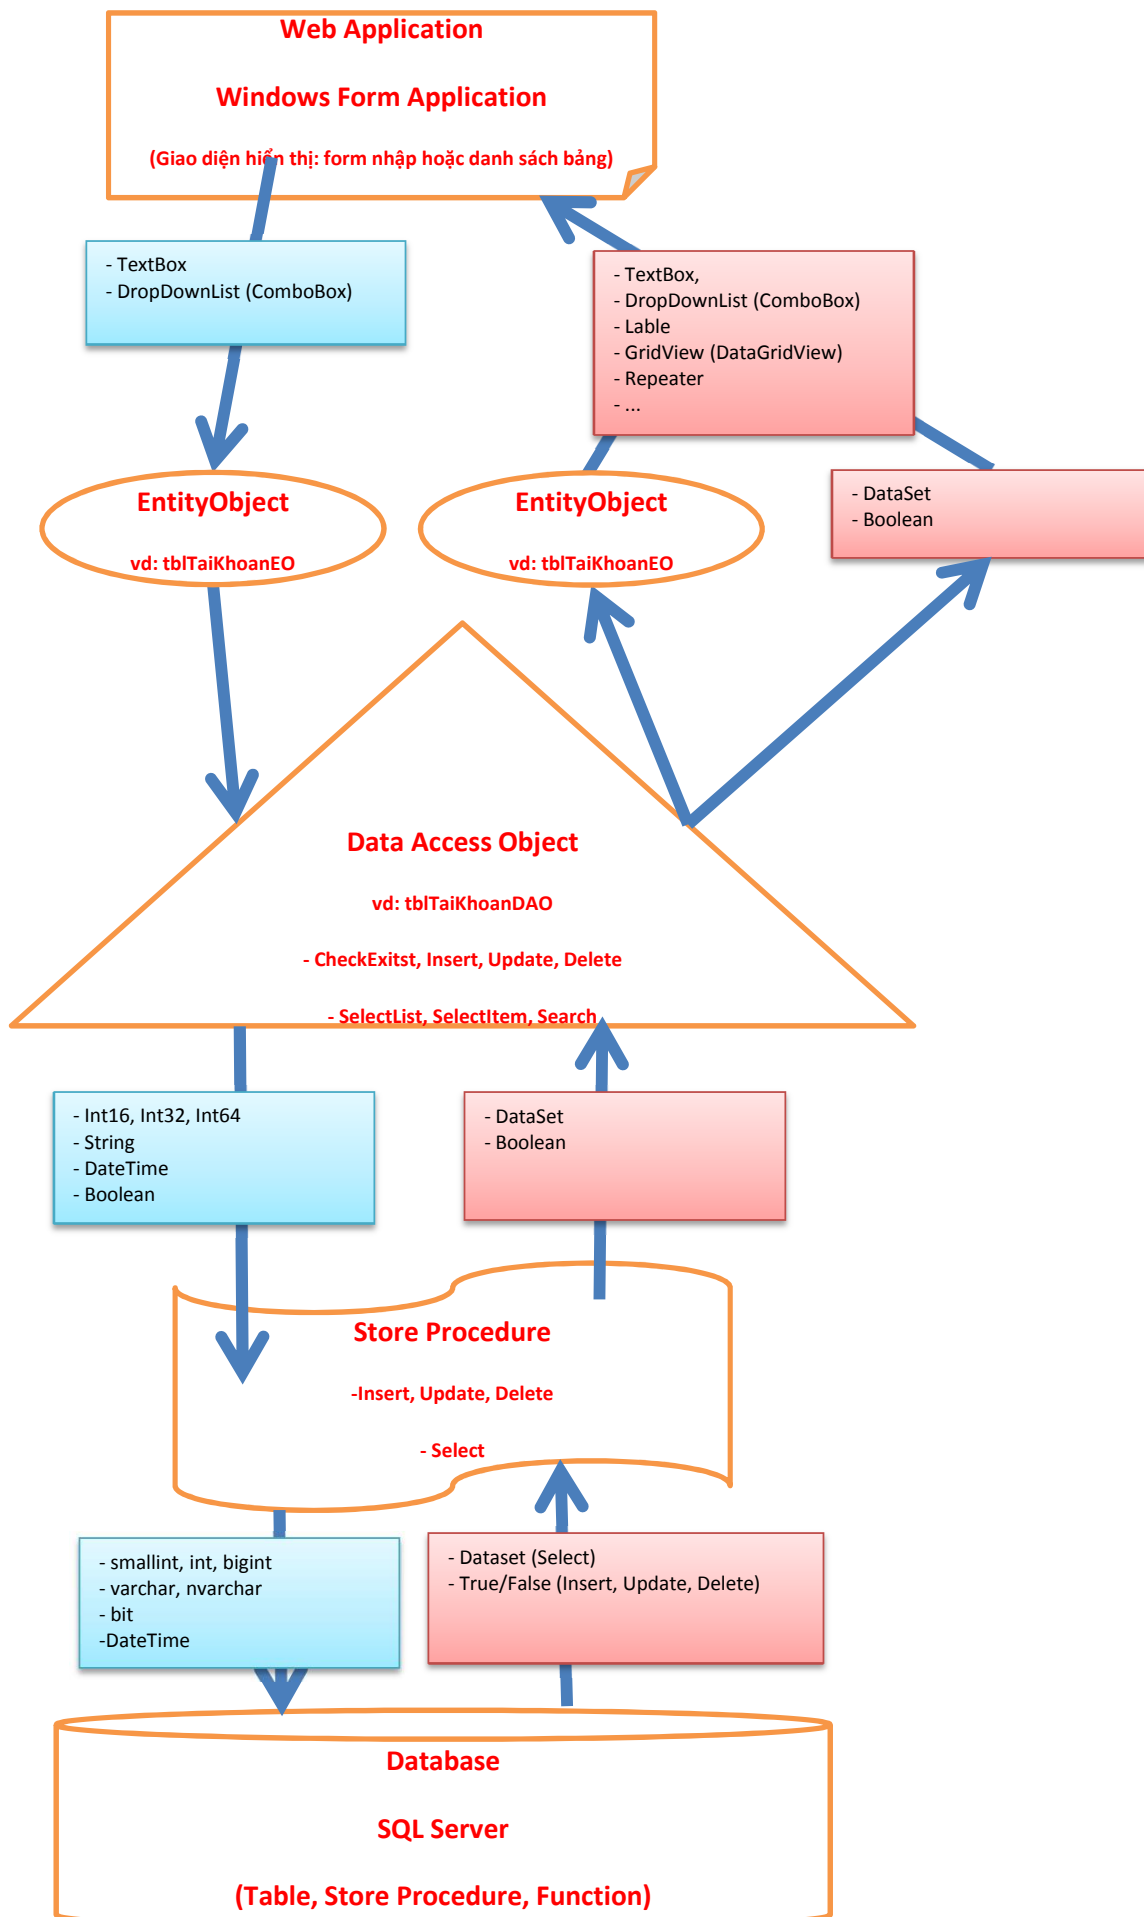 Web Application
Windows Form Application
(Giao diện hiển thị: form nhập hoặc danh sách bảng)
- TextBox
- DropDownList (ComboBox)
- TextBox,
- DropDownList (ComboBox)
- Lable
- GridView (DataGridView)
- Repeater
- ...
EntityObject
vd: tblTaiKhoanEO
EntityObject
vd: tblTaiKhoanEO
- DataSet
- Boolean
Data Access Object
vd: tblTaiKhoanDAO
- CheckExitst, Insert, Update, Delete
- SelectList, SelectItem, Search
- Int16, Int32, Int64
- String
- DateTime
- Boolean
- DataSet
- Boolean
Store Procedure
-Insert, Update, Delete
- Select
- smallint, int, bigint
- varchar, nvarchar
- bit
-DateTime
- Dataset (Select)
- True/False (Insert, Update, Delete)
Database
SQL Server
(Table, Store Procedure, Function)